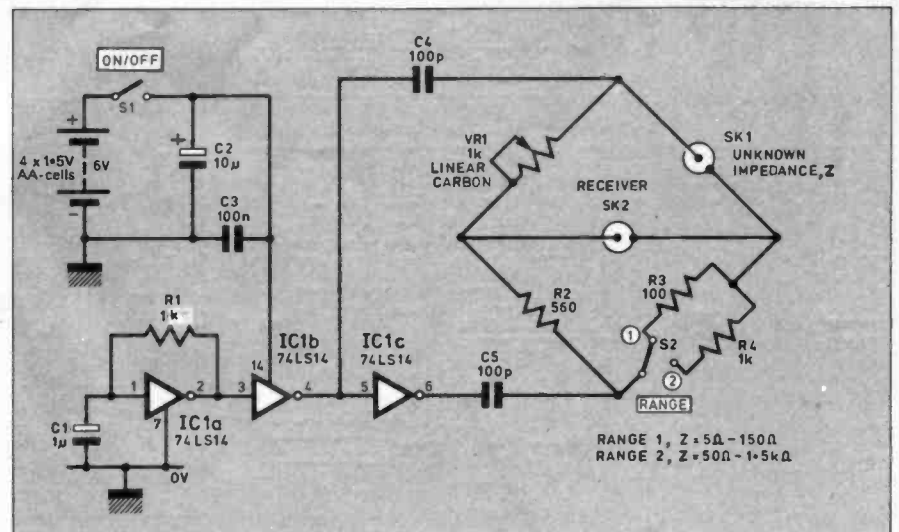 ON/OFF
S1
+
4 x 1•5V
AA-cells
6V
-
+
C2
10µ
C3
100n
R1
1k
IC1a
74LS14
1
2
7
C1
1µ
0V
IC1b
74LS14
14
3
4
IC1c
74LS14
5
6
C4
100p
C5
100p
VR1
1k
LINEAR
CARBON
SK1
UNKNOWN
IMPEDANCE, Z
RECEIVER
SK2
R2
560
R3
100
R4
1k
1
S2
2
RANGE
RANGE 1, Z = 5Ω – 150Ω
RANGE 2, Z = 50Ω – 1•5kΩ